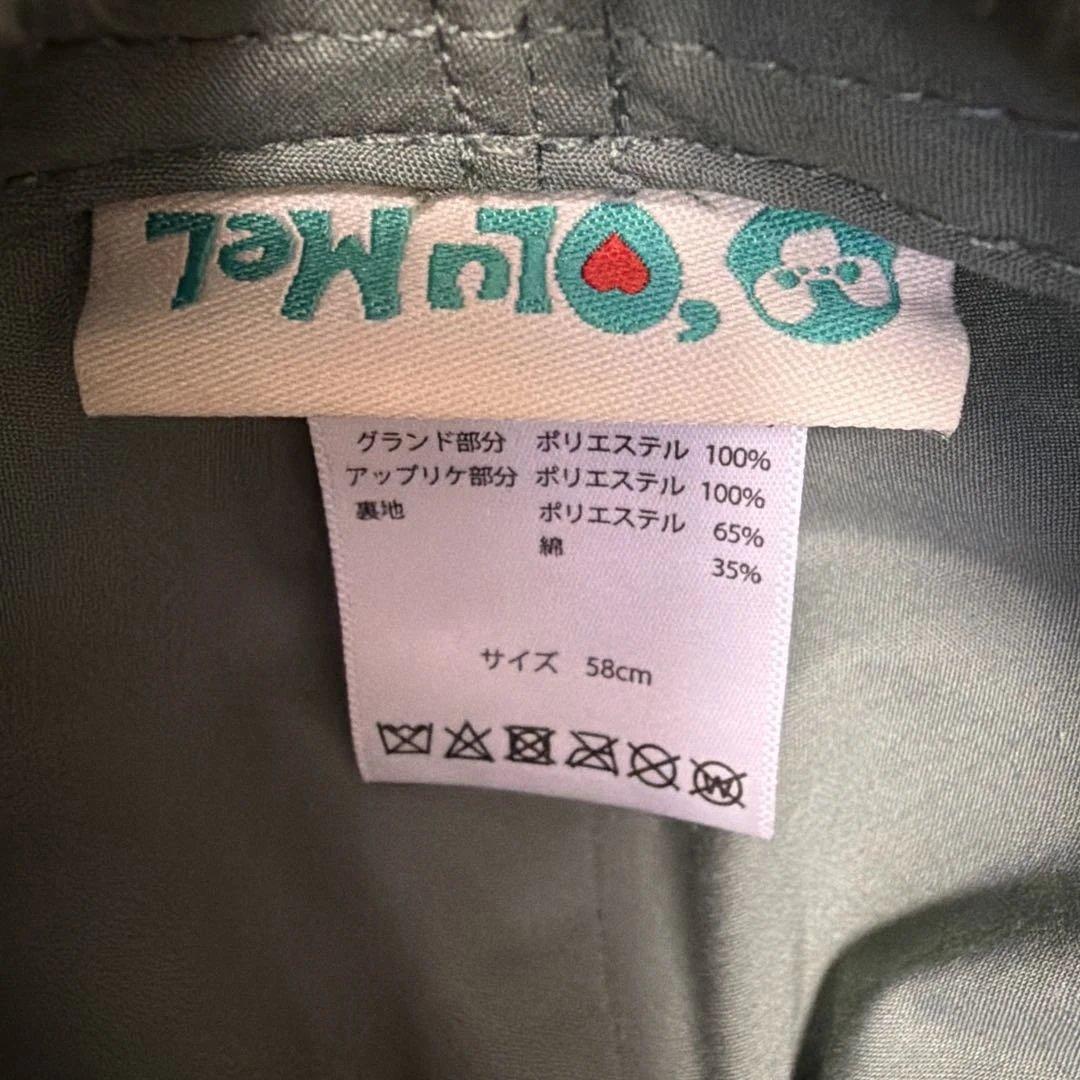 'OLu MeL
グランド部分 ポリエステル 100%
アップリケ部分 ポリエステル 100%
裏地 ポリエステル 65%
綿 35%
サイズ 58cm
W